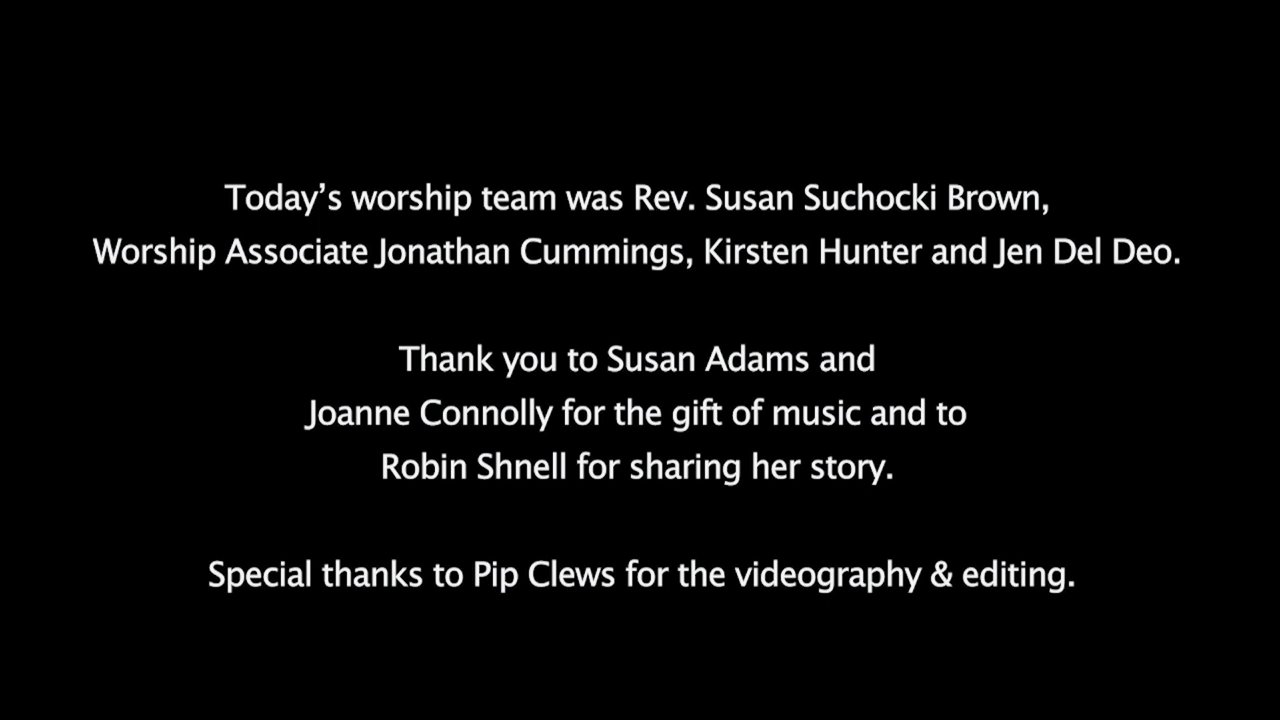 Today’s worship team was Rev. Susan Suchocki Brown,
Worship Associate Jonathan Cummings, Kirsten Hunter and Jen Del Deo.
Thank you to Susan Adams and
Joanne Connolly for the gift of music and to
Robin Shnell for sharing her story.
Special thanks to Pip Clews for the videography & editing.